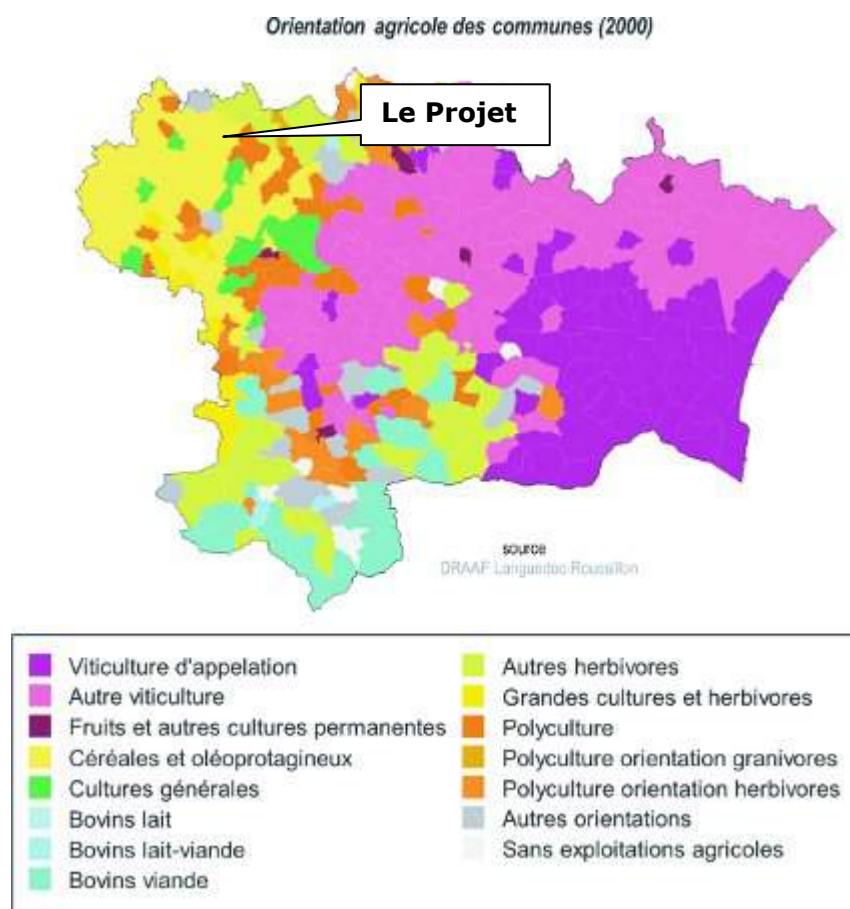 Orientation agricole des communes (2000)
Le Projet
source
DRAAF Languedoc Roussillon
Viticulture d'appelation
Autre viticulture
Fruits et autres cultures permanentes
Céréales et oléoprotagineux
Cultures générales
Bovins lait
Bovins lait-viande
Bovins viande
Autres herbivores
Grandes cultures et herbivores
Polyculture
Polyculture orientation granivores
Polyculture orientation herbivores
Autres orientations
Sans exploitations agricoles